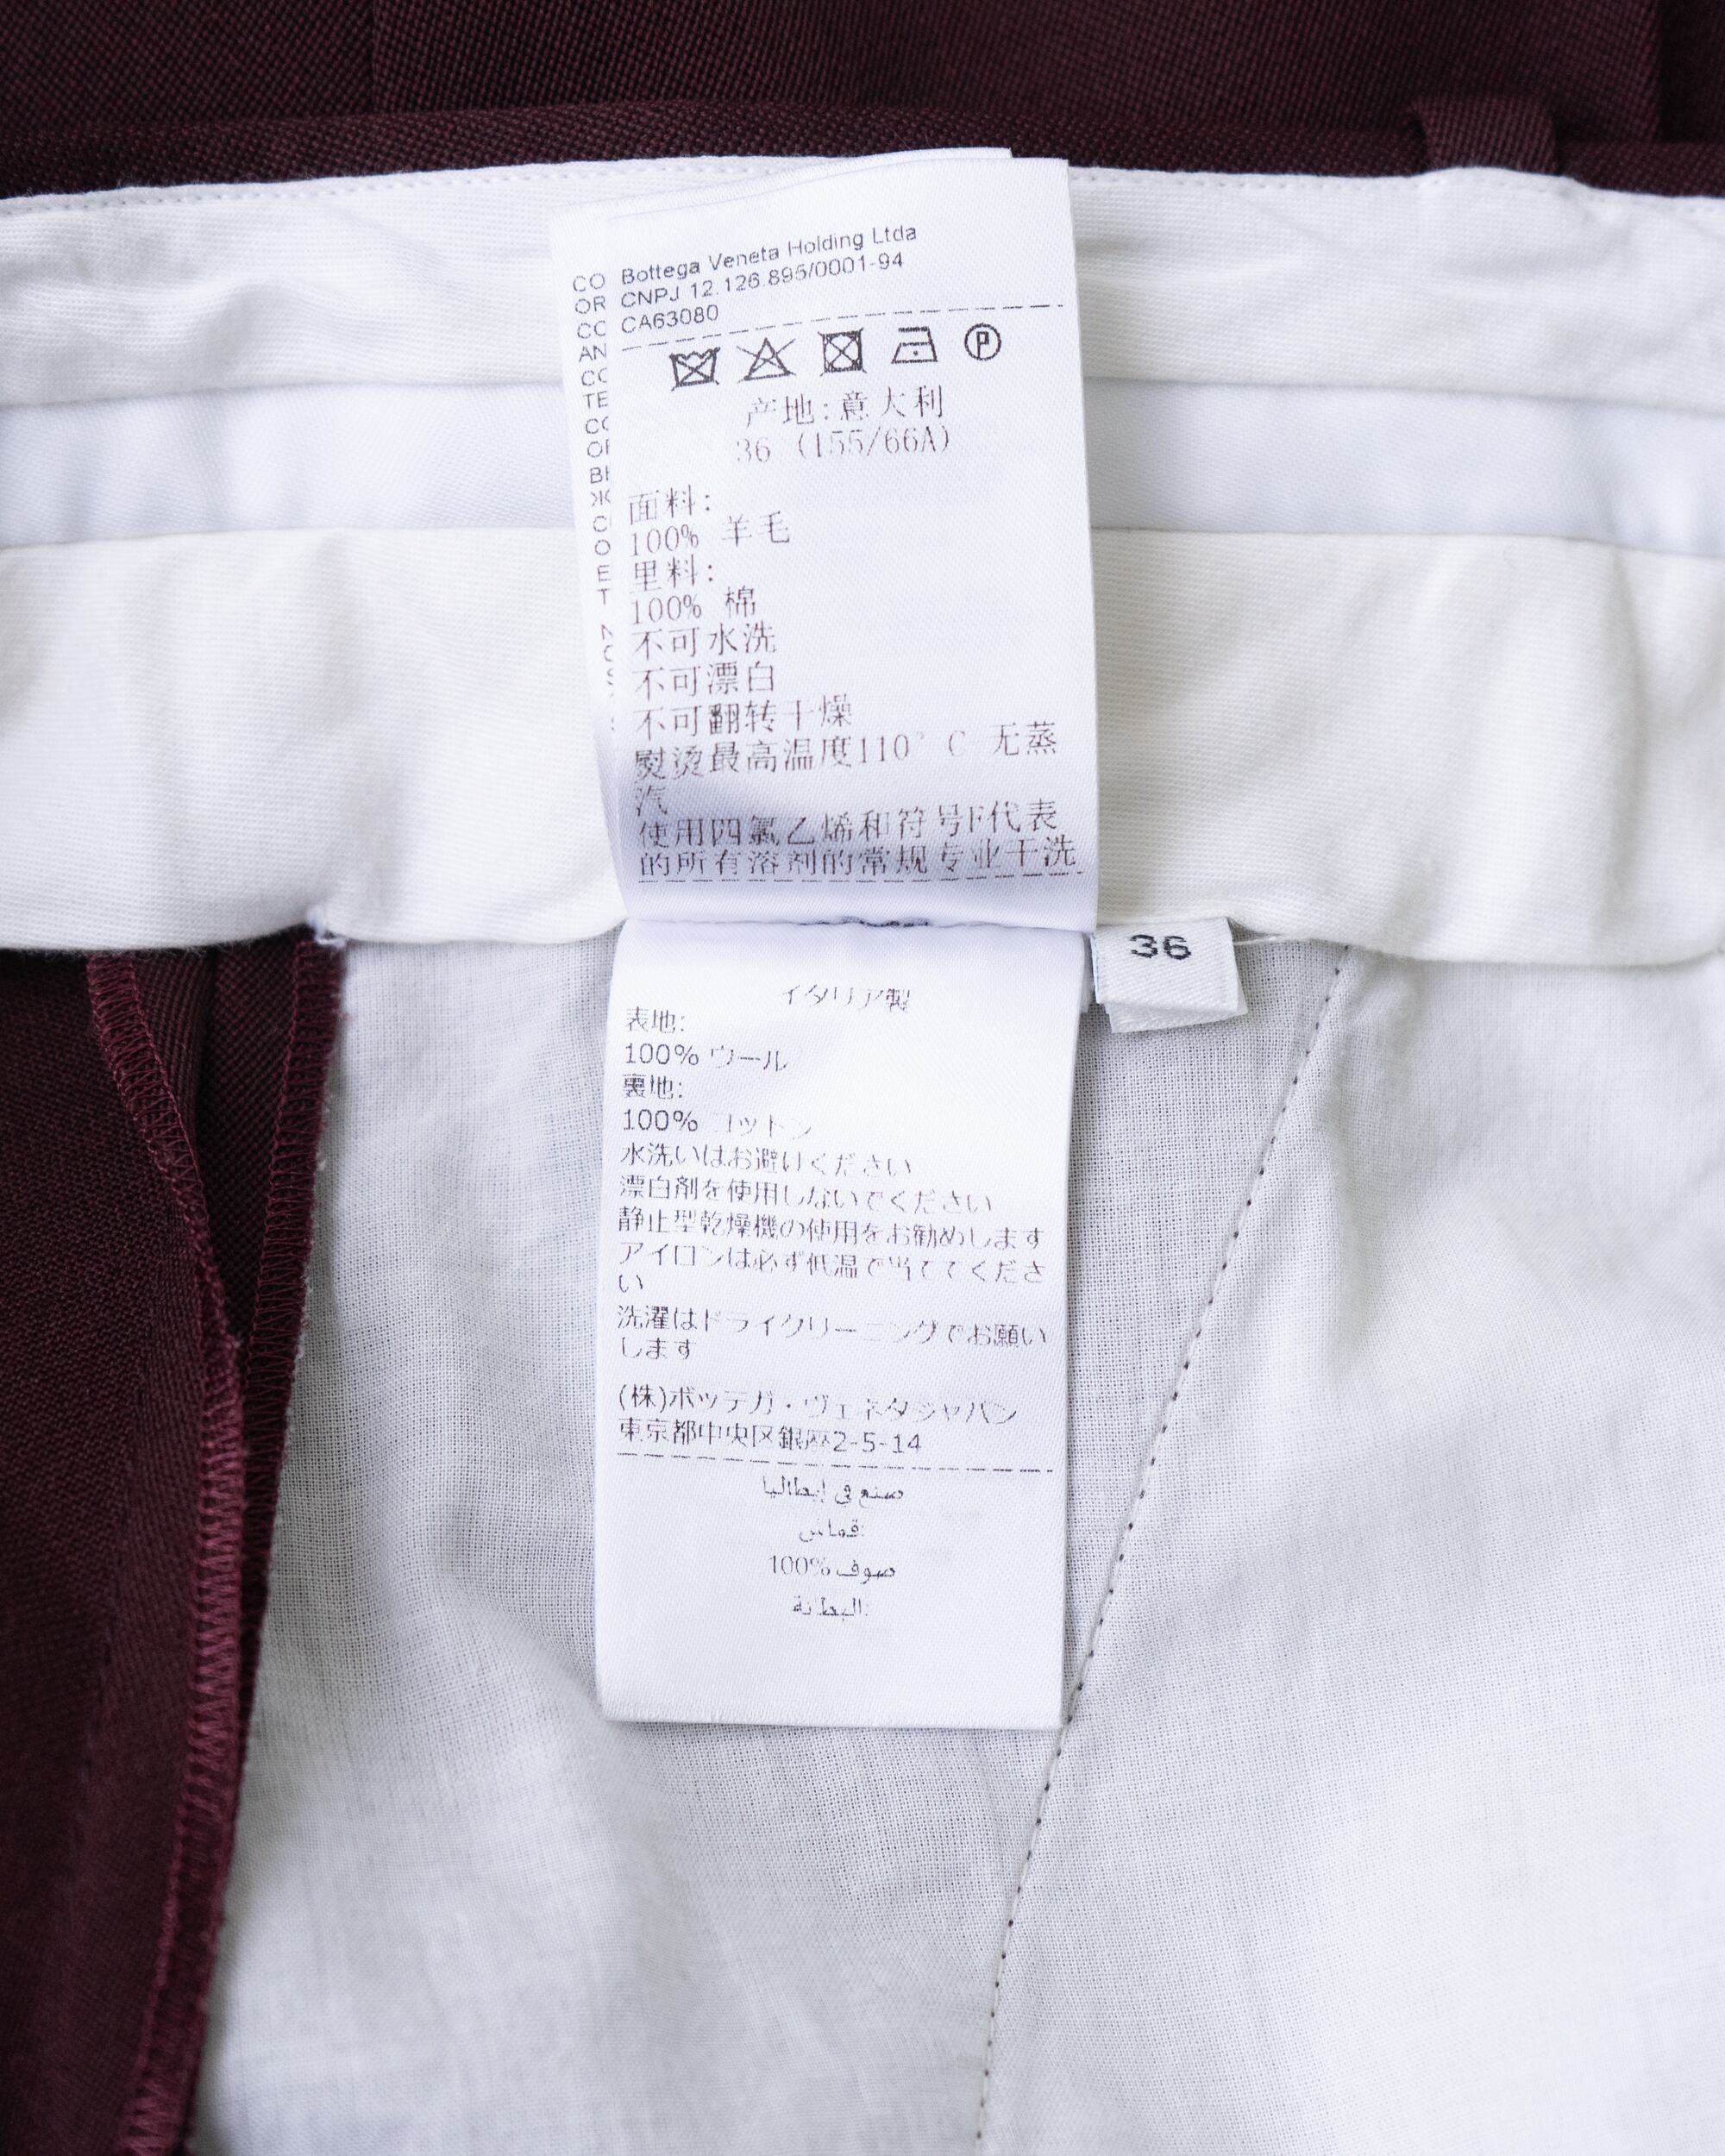 Bottega Veneta Holding Ltda
CNPJ 12.126.895/0001-94
CA63080
CO
OR
CO
AN
CO
TE
CO
产地:意大利
36 (155/66A)
面料:
100% 羊毛
里料:
100% 棉
不可水洗
不可漂白
不可翻转干燥
熨烫最高温度110° C 无蒸
汽
使用四氯乙烯和符号F代表
的所有溶剂的常规专业干洗
36
イタリア製
表地:
100% ウール
裏地:
100% コットン
水洗いはお避けください
漂白剤を使用しないでください
静止型乾燥機の使用をお勧めします
アイロンは必ず低温で当ててくださ
い
洗濯はドライクリーニングでお願い
します
(株)ボッテガ・ヴェネタジャパン
東京都中央区銀座2-5-14
صنع في إيطاليا
قماش:
100% صوف
البطانة: